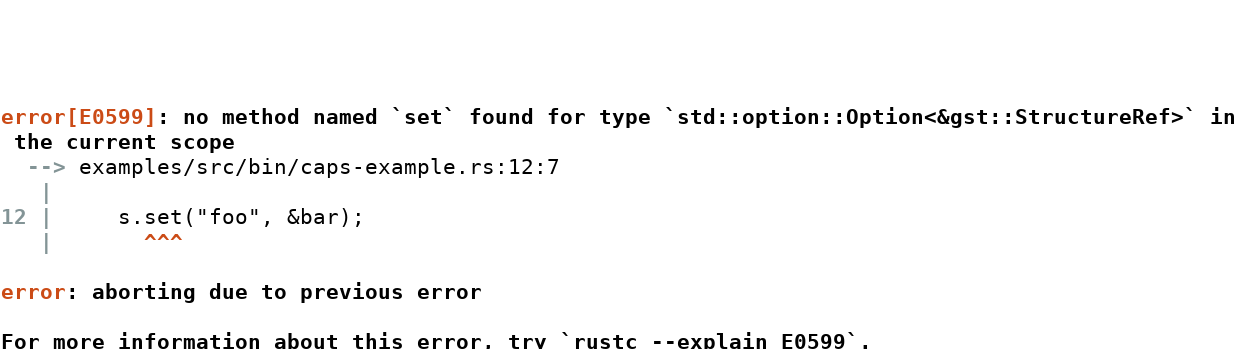 error[E0599]: no method named `set` found for type `std::option::Option<&gst::StructureRef>` in
 the current scope
  --> examples/src/bin/caps-example.rs:12:7
   |
12 |     s.set("foo", &bar);
   |       ^^^

error: aborting due to previous error

For more information about this error, try `rustc --explain E0599`.